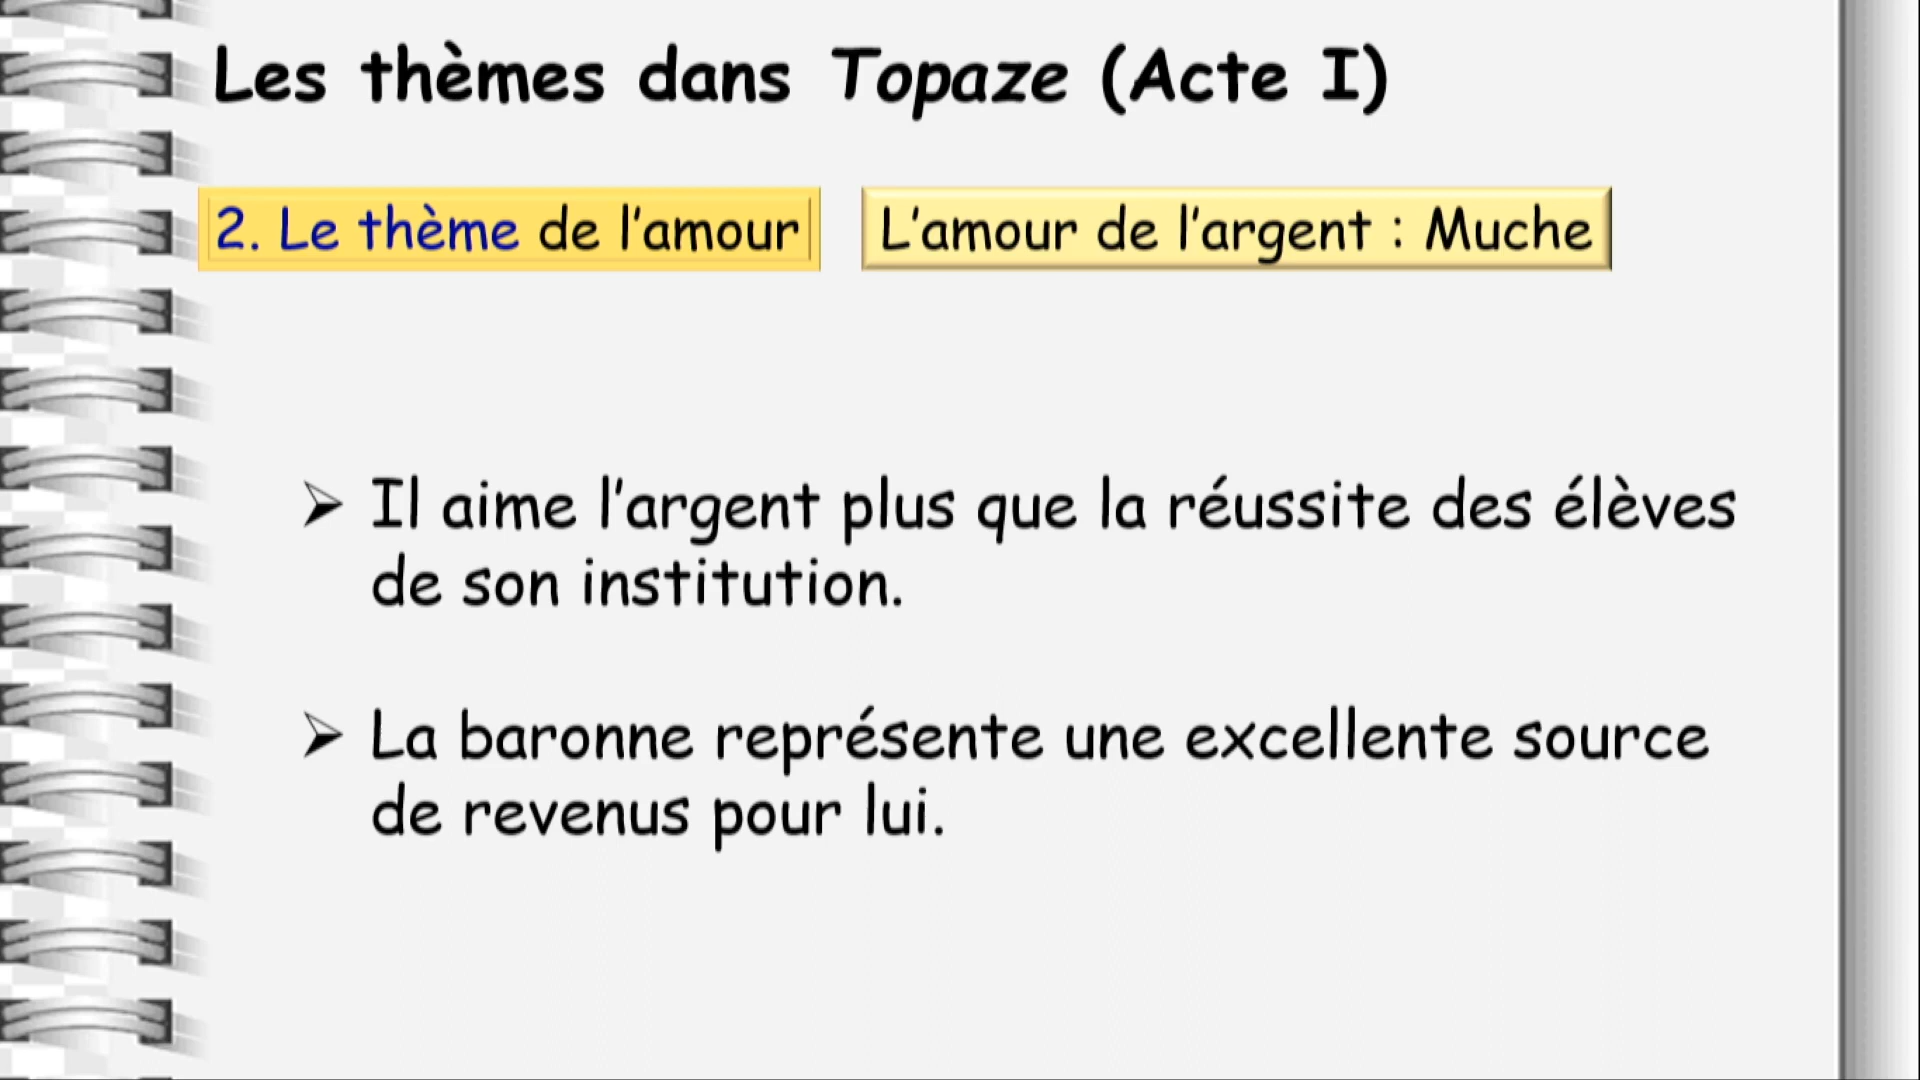 Les thèmes dans Topaze (Acte I)
2. Le thème de l’amour
L’amour de l’argent : Muche
➢ Il aime l’argent plus que la réussite des élèves
de son institution.
➢ La baronne représente une excellente source
de revenus pour lui.